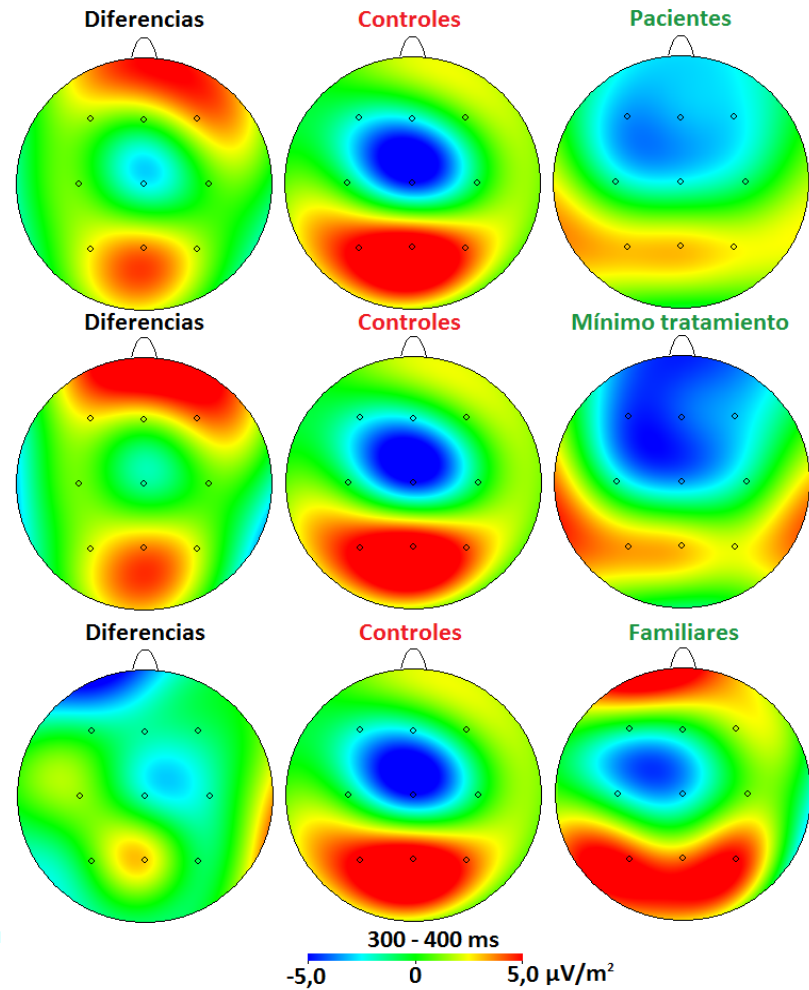 Diferencias Controles Pacientes
Diferencias Controles Mínimo tratamiento
Diferencias Controles Familiares
300 - 400 ms
-5,0 0 5,0 µV/m²